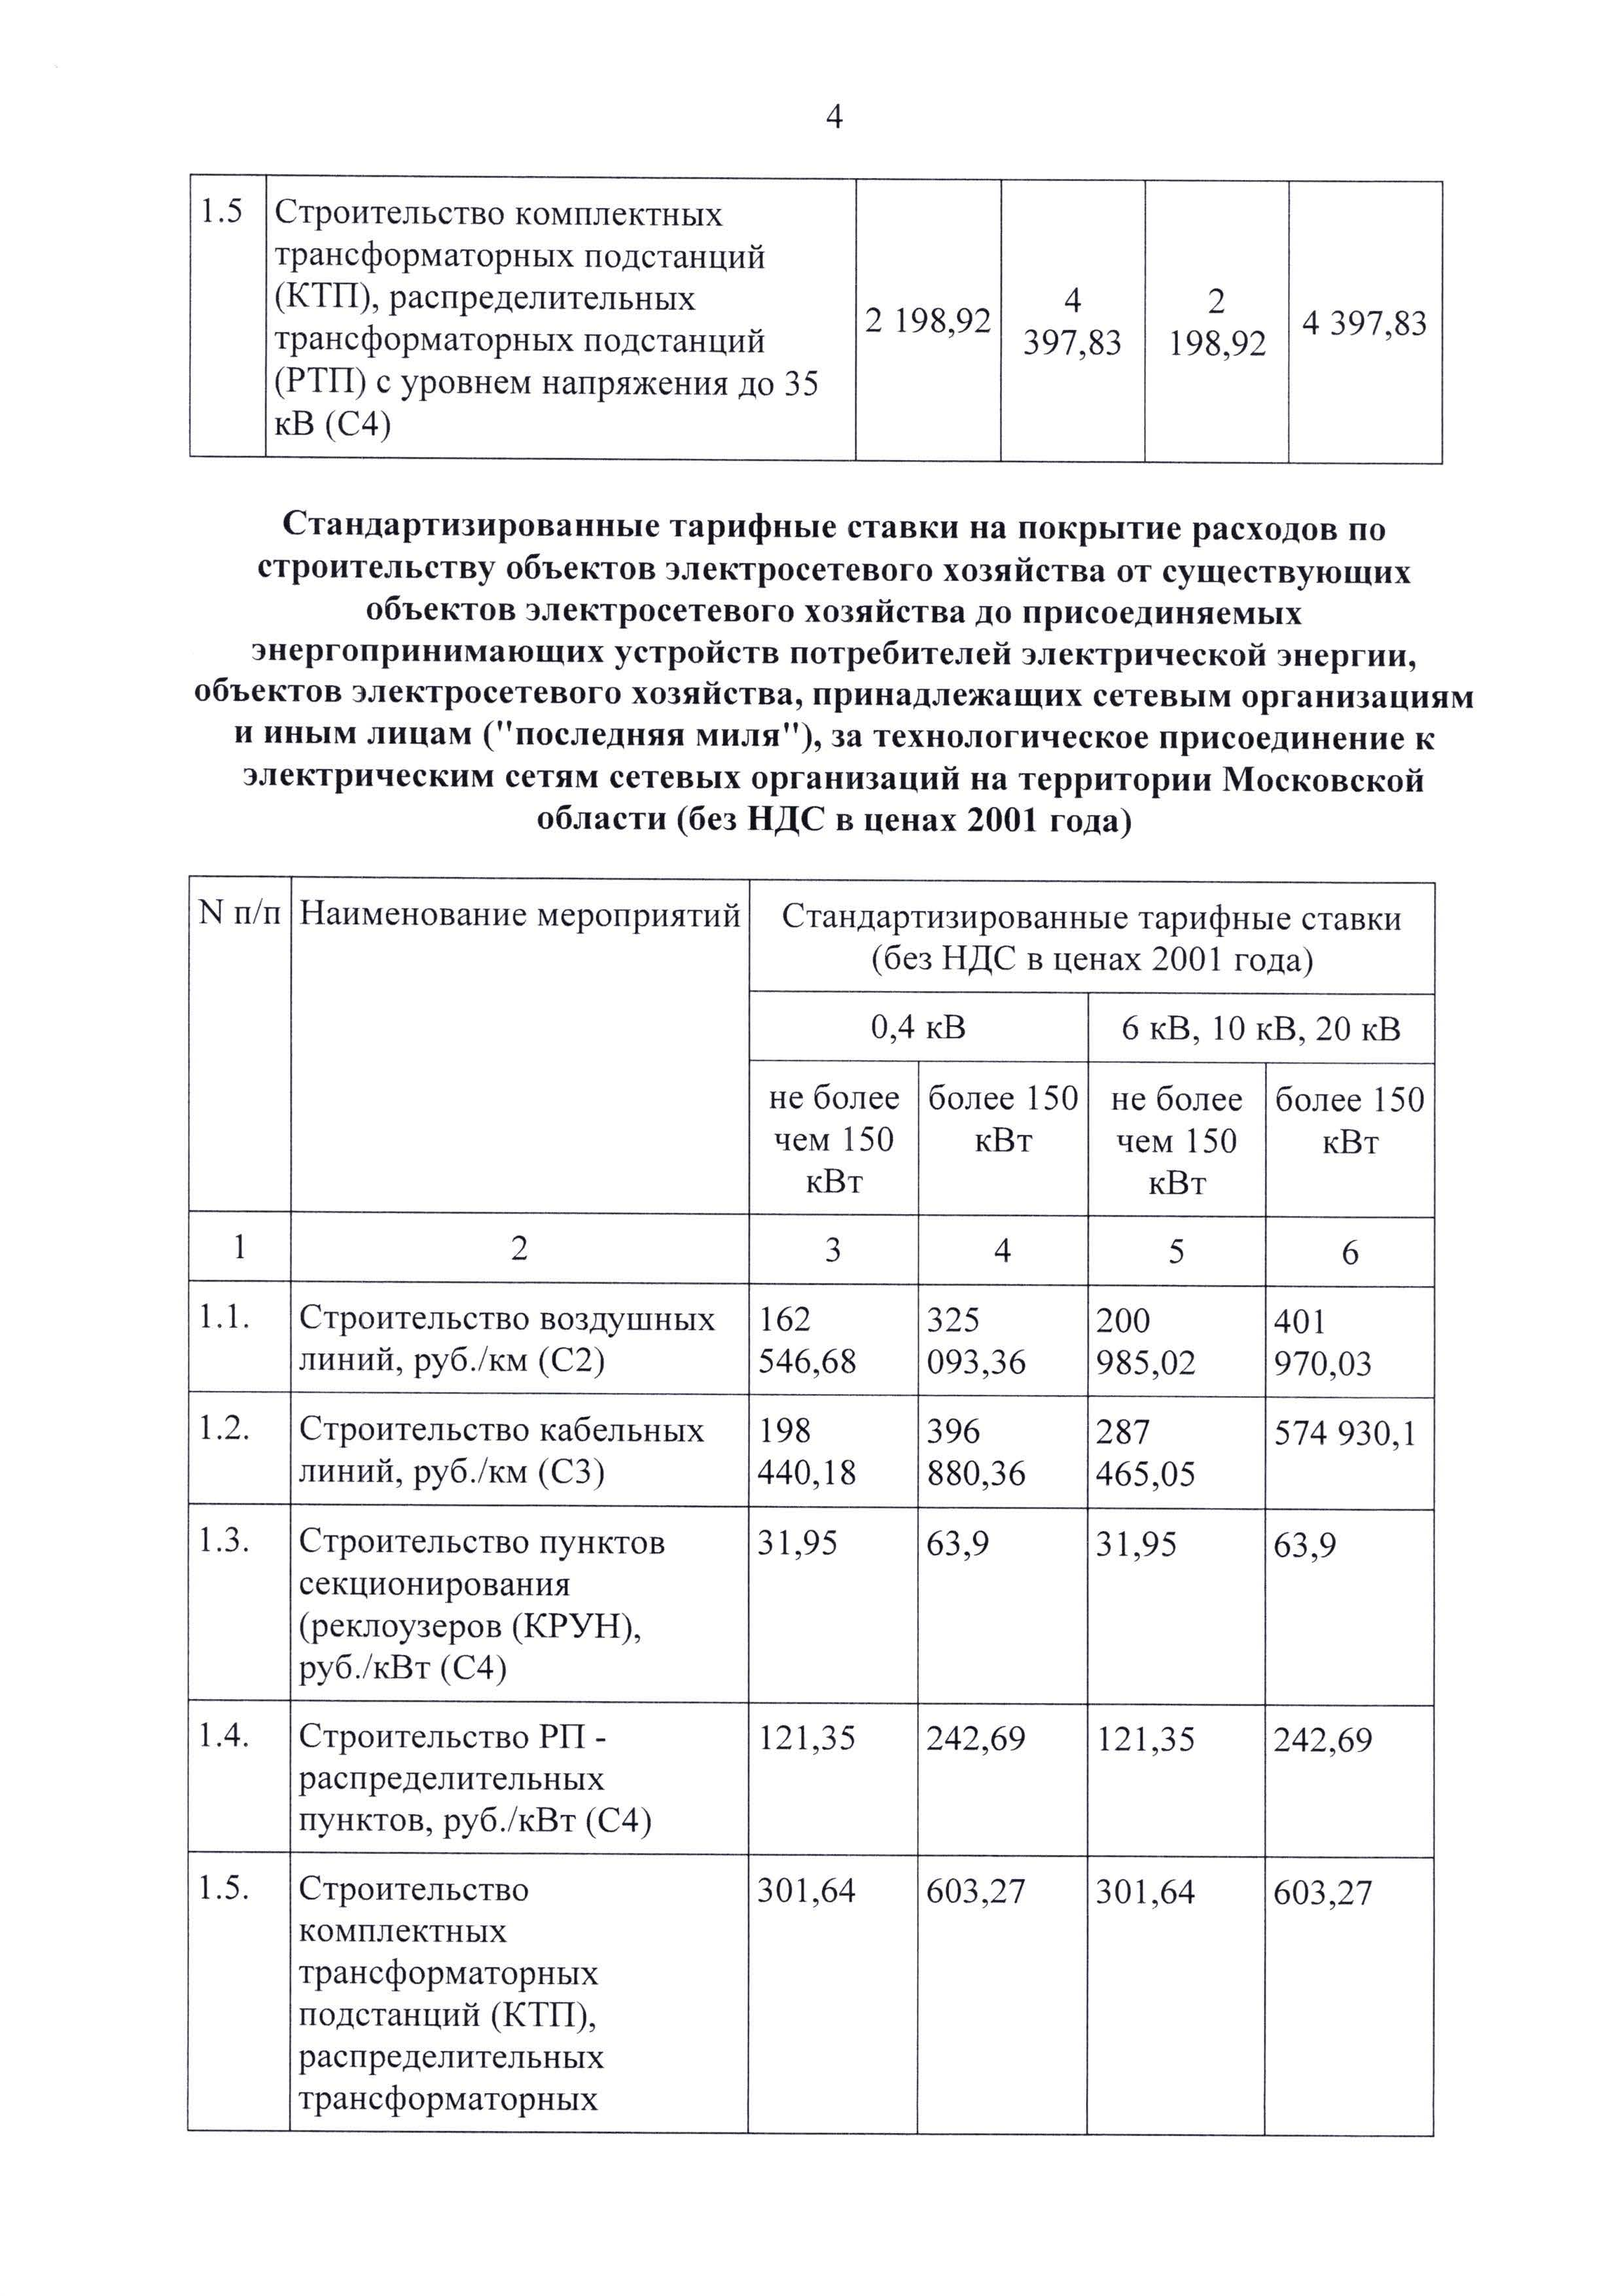 4
1.5
Строительство комплектных
трансформаторных подстанций
(КТП), распределительных
трансформаторных подстанций
(РТП) с уровнем напряжения до 35
кВ (С4)
2 198,92
4
397,83
2
198,92
4 397,83
Стандартизированные тарифные ставки на покрытие расходов по
строительству объектов электросетевого хозяйства от существующих
объектов электросетевого хозяйства до присоединяемых
энергопринимающих устройств потребителей электрической энергии,
объектов электросетевого хозяйства, принадлежащих сетевым организациям
и иным лицам ("последняя миля"), за технологическое присоединение к
электрическим сетям сетевых организаций на территории Московской
области (без НДС в ценах 2001 года)
N п/п
Наименование мероприятий
Стандартизированные тарифные ставки
(без НДС в ценах 2001 года)
0,4 кВ
6 кВ, 10 кВ, 20 кВ
не более
чем 150
кВт
более 150
кВт
не более
чем 150
кВт
более 150
кВт
1
2
3
4
5
6
1.1.
Строительство воздушных
линий, руб./км (С2)
162
546,68
325
093,36
200
985,02
401
970,03
1.2.
Строительство кабельных
линий, руб./км (С3)
198
440,18
396
880,36
287
465,05
574 930,1
1.3.
Строительство пунктов
секционирования
(реклоузеров (КРУН),
руб./кВт (С4)
31,95
63,9
31,95
63,9
1.4.
Строительство РП -
распределительных
пунктов, руб./кВт (С4)
121,35
242,69
121,35
242,69
1.5.
Строительство
комплектных
трансформаторных
подстанций (КТП),
распределительных
трансформаторных
301,64
603,27
301,64
603,27